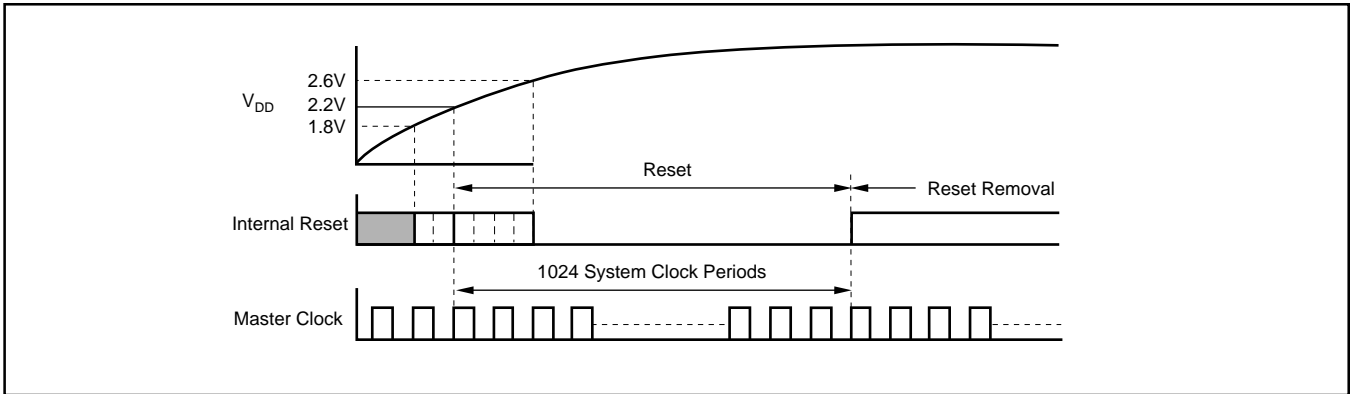 2.6V
V_DD 2.2V
1.8V
Reset
Reset Removal
Internal Reset
1024 System Clock Periods
Master Clock